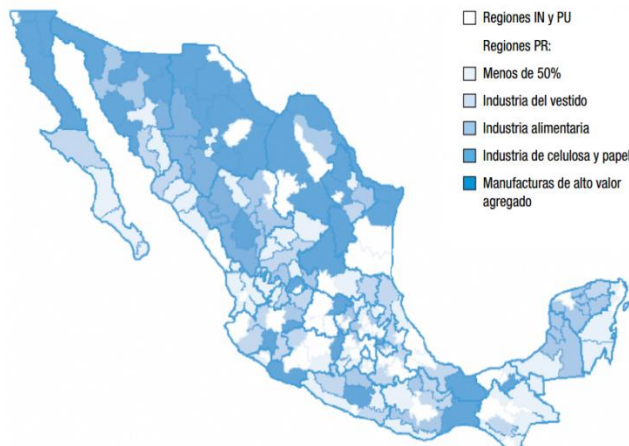 Regiones IN y PU
Regiones PR:
Menos de 50%
Industria del vestido
Industria alimentaria
Industria de celulosa y papel
Manufacturas de alto valor
agregado